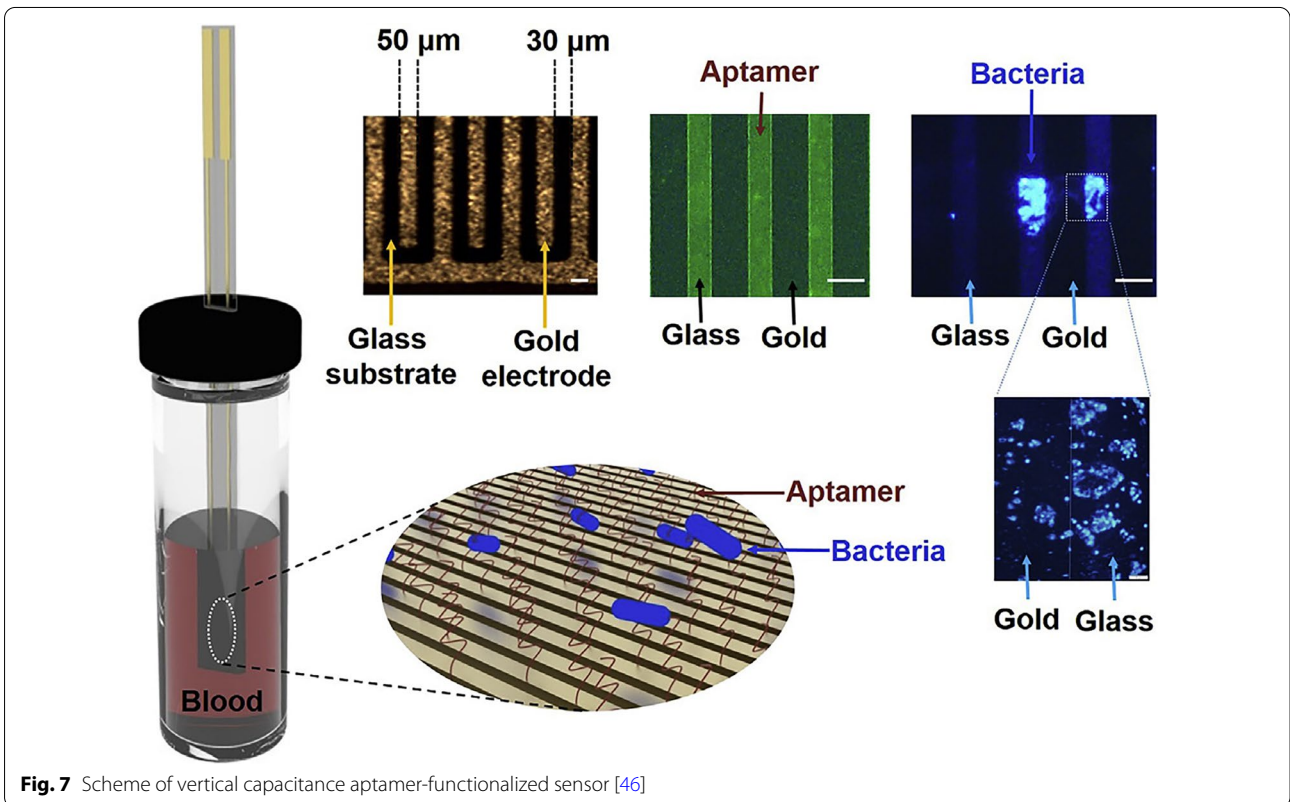 50 µm
30 µm
Glass
substrate
Gold
electrode
Aptamer
Glass
Gold
Bacteria
Glass
Gold
Gold
Glass
Aptamer
Bacteria
Blood
Fig. 7 Scheme of vertical capacitance aptamer-functionalized sensor [46]